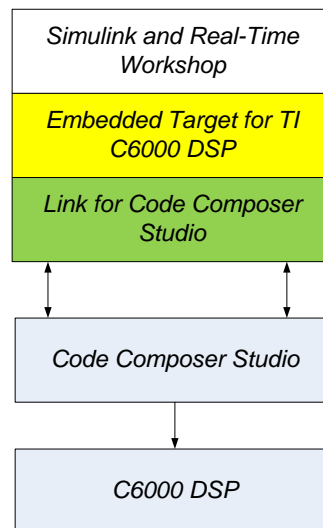 Simulink and Real-Time
Workshop
Embedded Target for TI
C6000 DSP
Link for Code Composer
Studio
Code Composer Studio
C6000 DSP